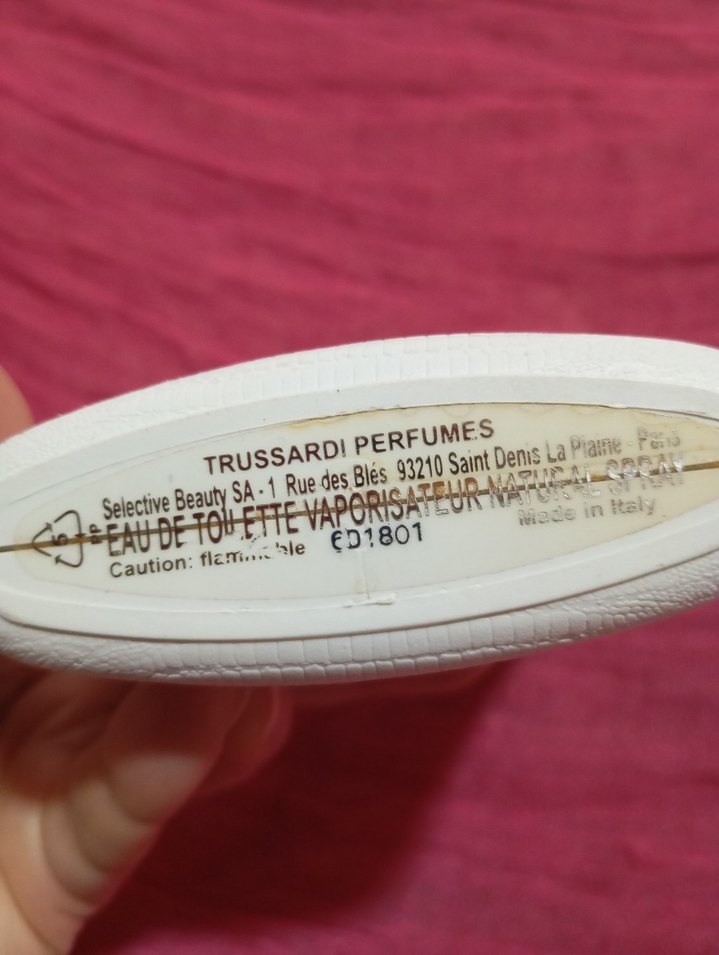 TRUSSARDI PERFUMES
Selective Beauty SA - 1 Rue des Blés 93210 Saint Denis La Plaine - Paris
EAU DE TOILETTE VAPORISATEUR NATURAL SPRAY
Made in Italy
Caution: flammable 6D1801